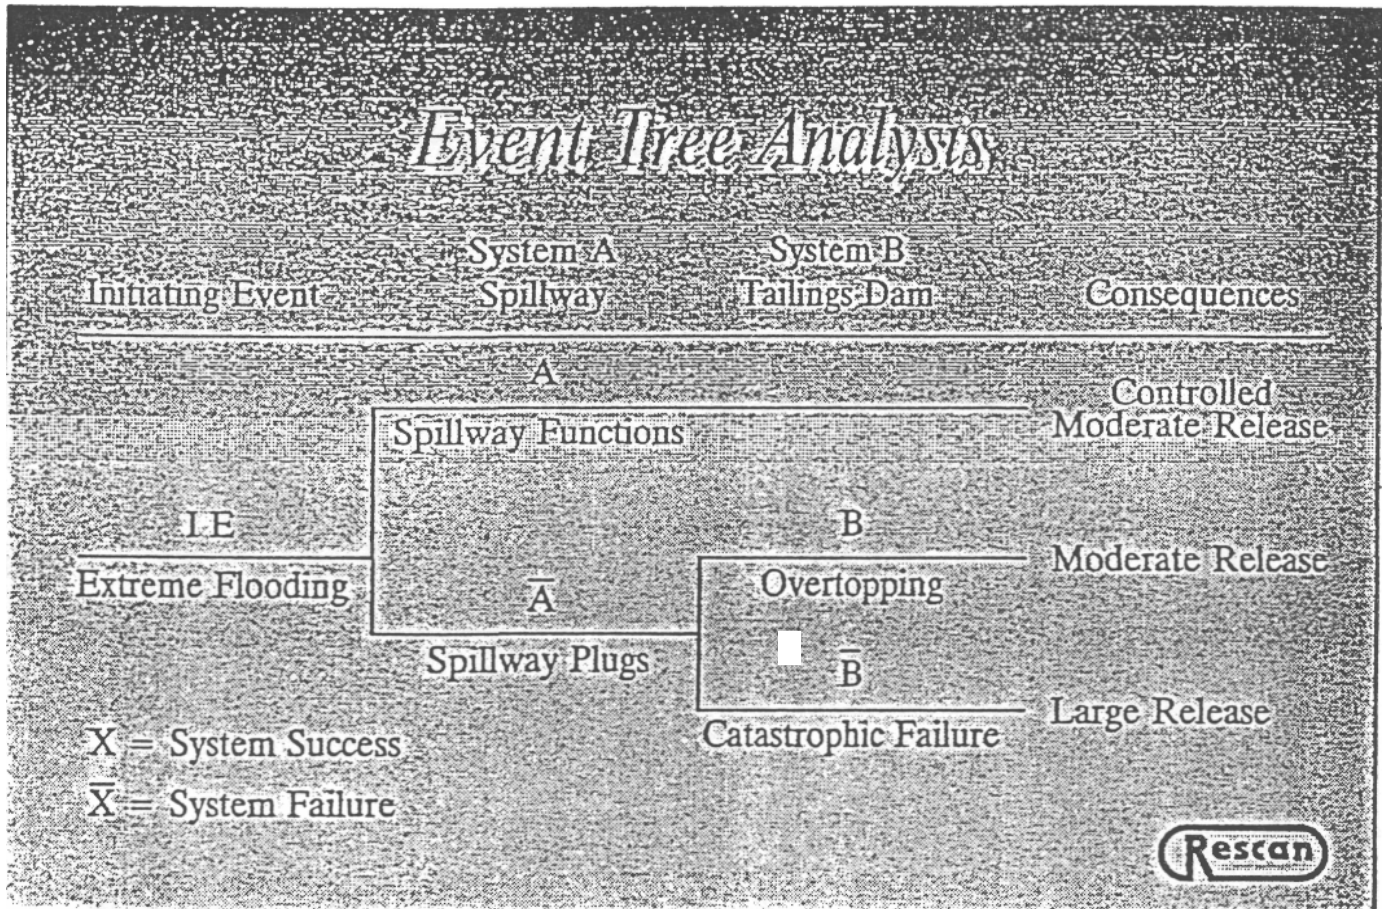 Event Tree Analysis
Initiating Event
System A
Spillway
System B
Tailings Dam
Consequences
A
Spillway Functions
Controlled
Moderate Release
I.E
Extreme Flooding
A̅
Spillway Plugs
B
Overtopping
Moderate Release
B̅
Catastrophic Failure
Large Release
X = System Success
X̅ = System Failure
Rescan